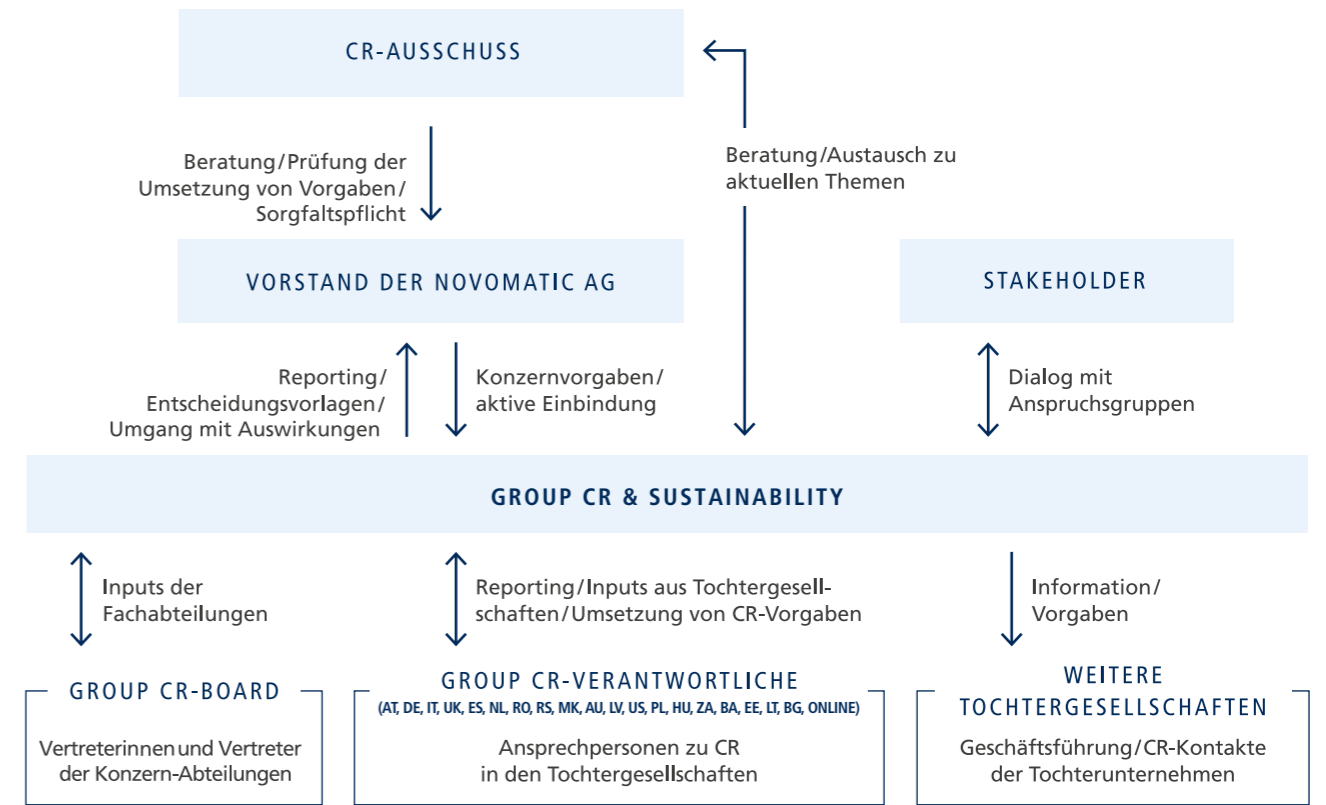 CR-AUSSCHUSS
Beratung/Prüfung der
Umsetzung von Vorgaben/
Sorgfaltspflicht
Beratung/Austausch zu
aktuellen Themen
VORSTAND DER NOVOMATIC AG
STAKEHOLDER
Reporting/
Entscheidungsvorlagen/
Umgang mit Auswirkungen
Konzernvorgaben/
aktive Einbindung
Dialog mit
Anspruchsgruppen
GROUP CR & SUSTAINABILITY
Inputs der
Fachabteilungen
Reporting/Inputs aus Tochtergesell-
schaften/Umsetzung von CR-Vorgaben
Information/
Vorgaben
GROUP CR-BOARD
Vertreterinnen und Vertreter
der Konzern-Abteilungen
GROUP CR-VERANTWORTLICHE
(AT, DE, IT, UK, ES, NL, RO, RS, MK, AU, LV, US, PL, HU, ZA, BA, EE, LT, BG, ONLINE)
Ansprechpersonen zu CR
in den Tochtergesellschaften
WEITERE
TOCHTERGESELLSCHAFTEN
Geschäftsführung/CR-Kontakte
der Tochterunternehmen